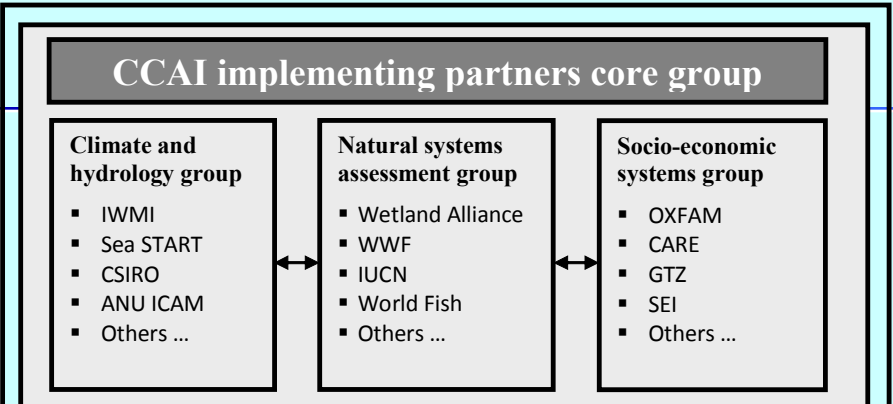 CCAI implementing partners core group
Climate and
hydrology group
▪ IWMI
▪ Sea START
▪ CSIRO
▪ ANU ICAM
▪ Others …
Natural systems
assessment group
▪ Wetland Alliance
▪ WWF
▪ IUCN
▪ World Fish
▪ Others …
Socio-economic
systems group
▪ OXFAM
▪ CARE
▪ GTZ
▪ SEI
▪ Others …